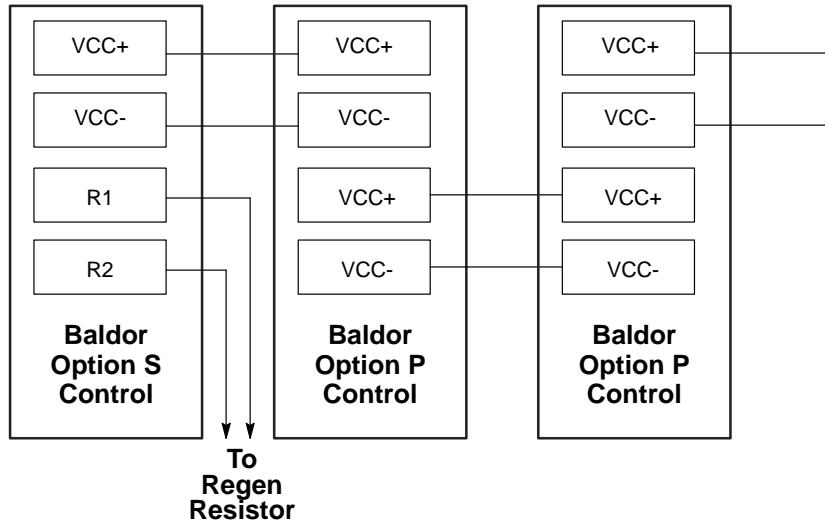 VCC+
VCC-
R1
R2
Baldor
Option S
Control
VCC+
VCC-
VCC+
VCC-
Baldor
Option P
Control
VCC+
VCC-
VCC+
VCC-
Baldor
Option P
Control
To
Regen
Resistor